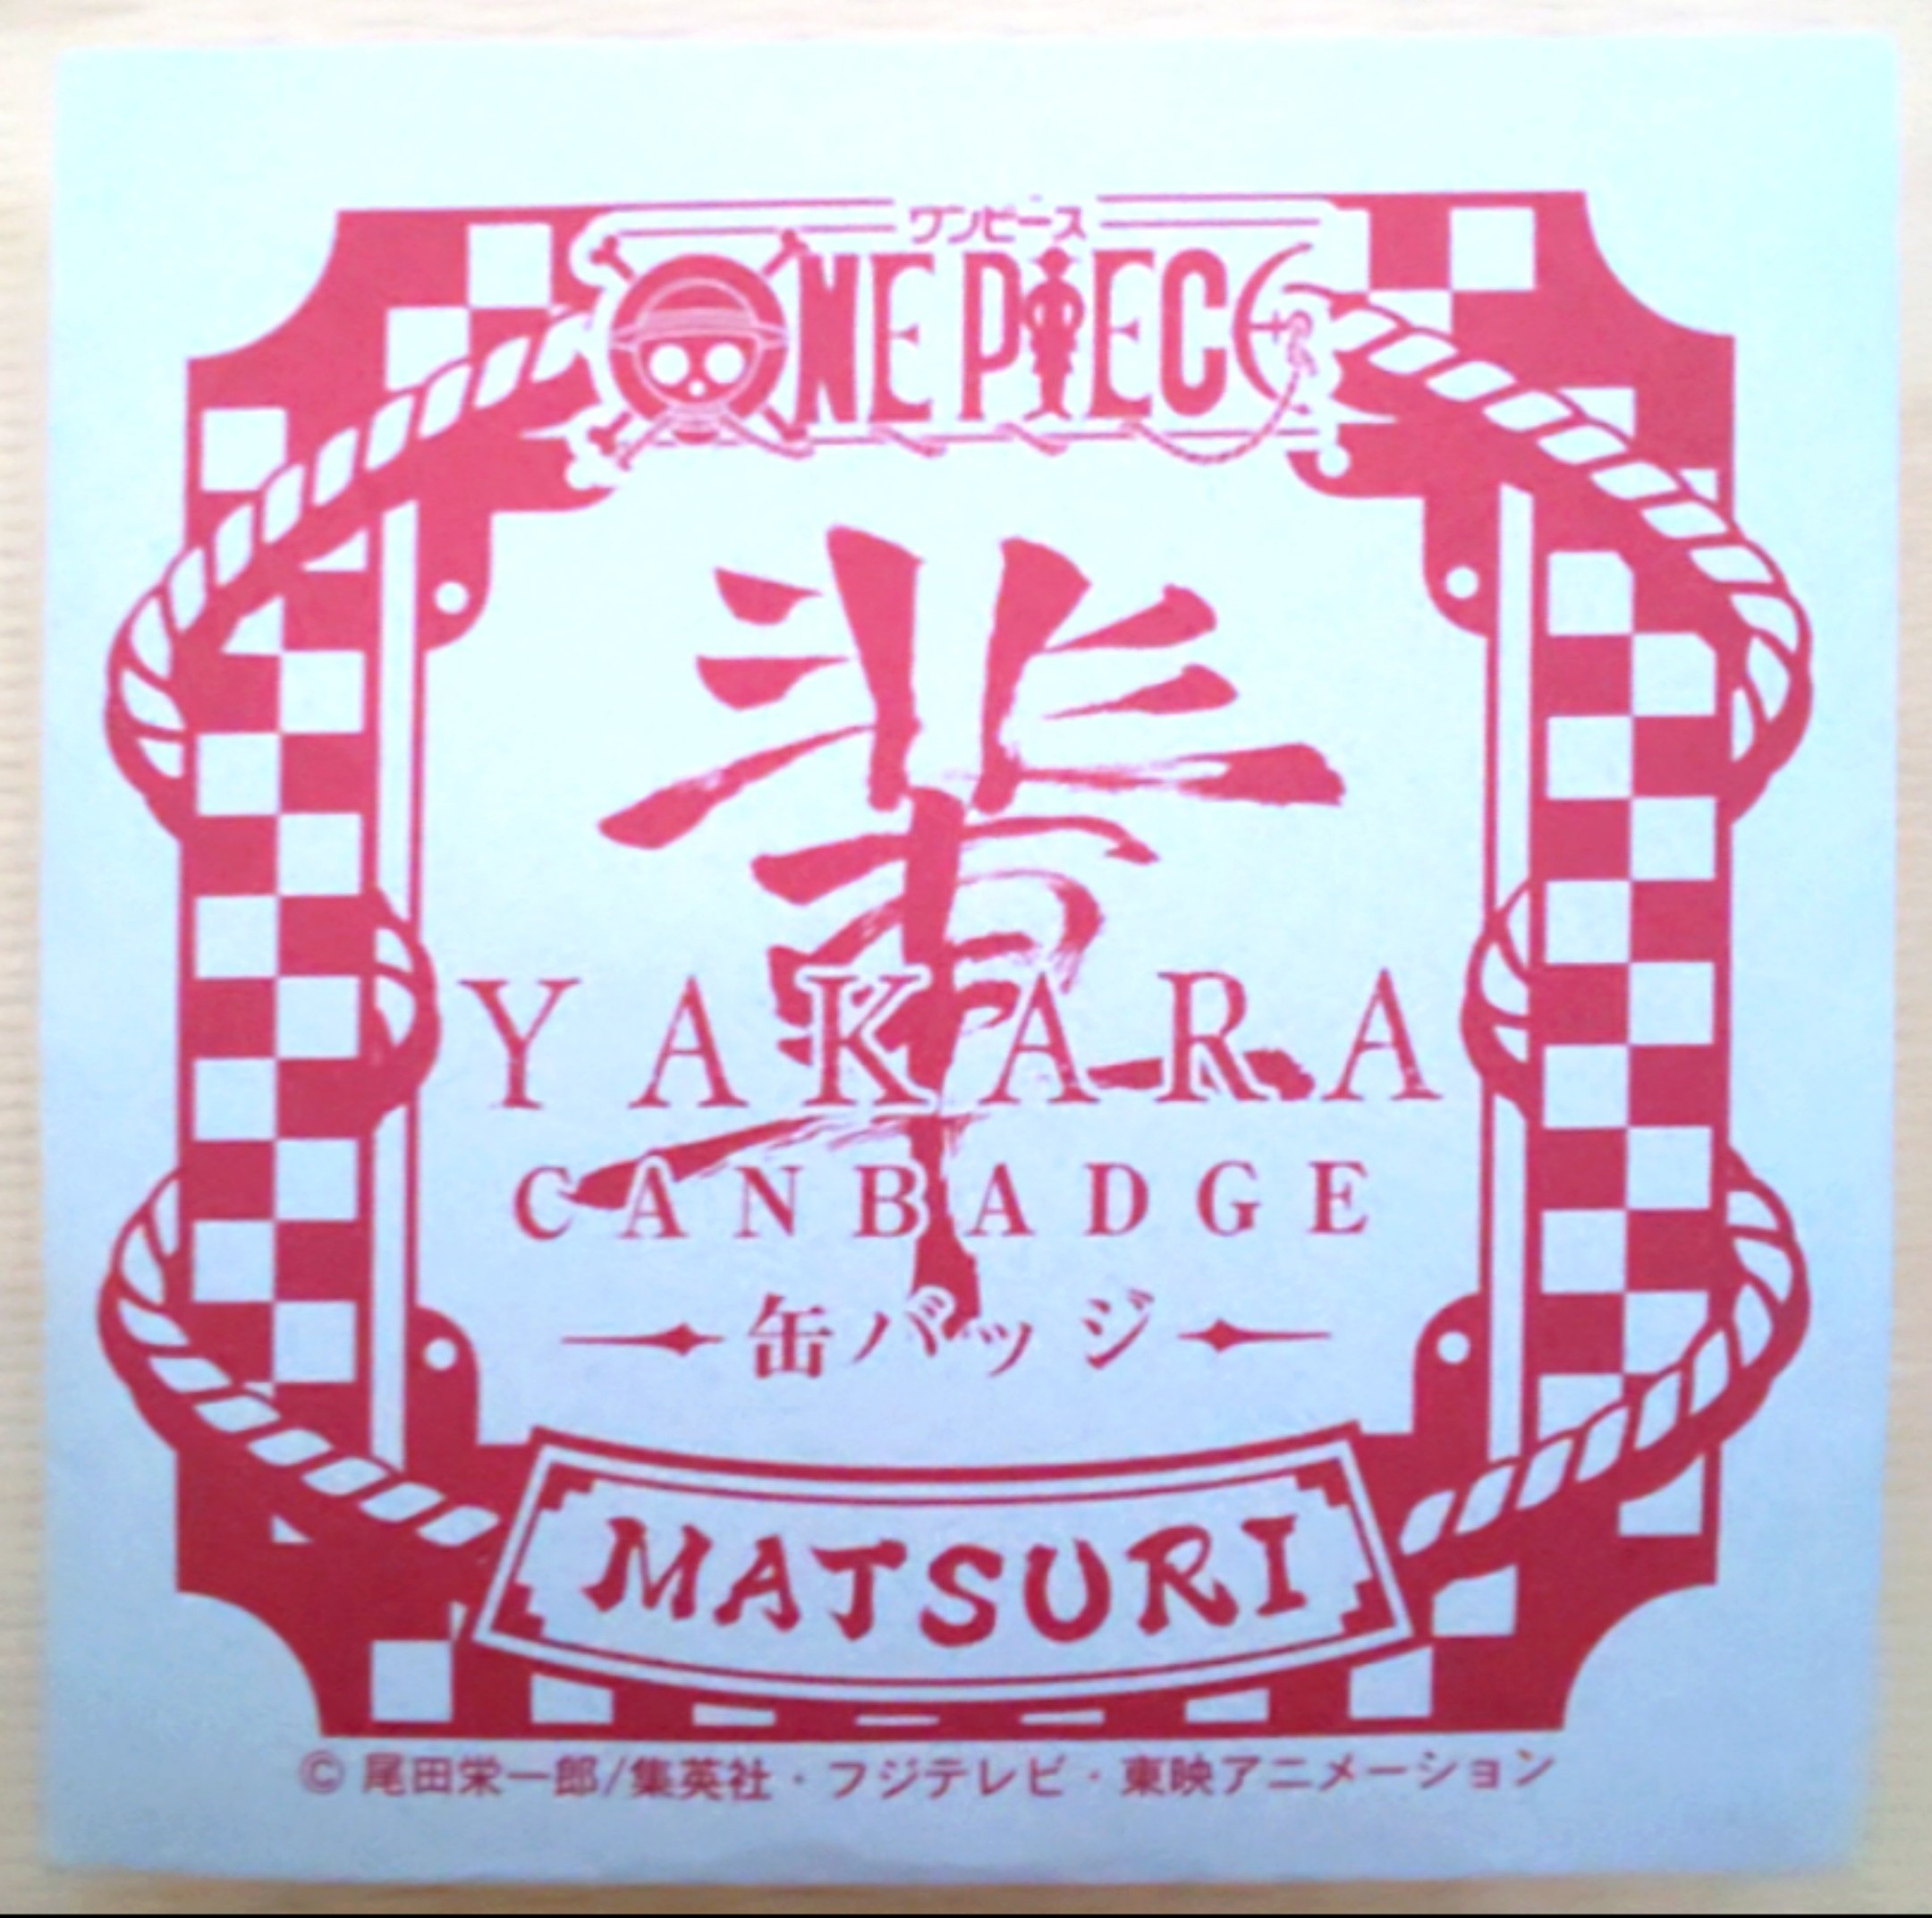 ワンピース
ONE PIECE
輩
YAKARA
CANBADGE
缶バッジ
MATSURI
© 尾田栄一郎/集英社・フジテレビ・東映アニメーション